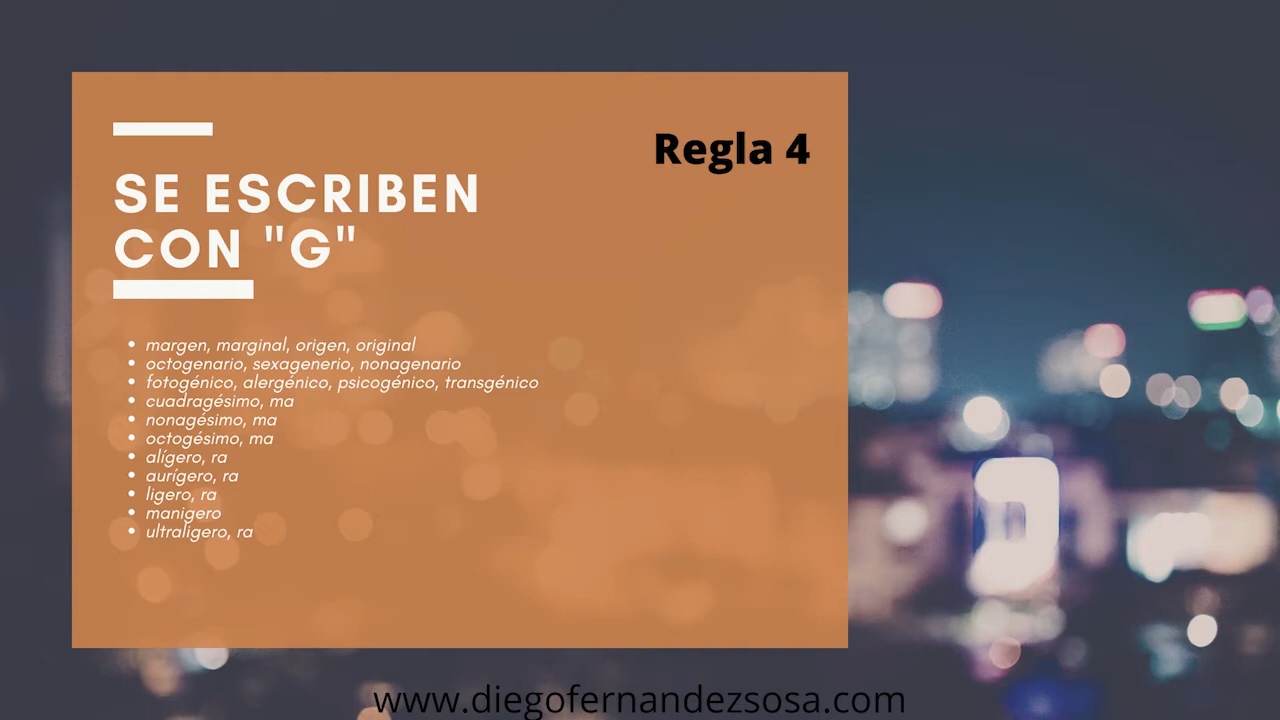 Regla 4
SE ESCRIBEN
CON "G"
• margen, marginal, origen, original
• octogenario, sexagenerio, nonagenario
• fotogénico, alergénico, psicogénico, transgénico
• cuadragésimo, ma
• nonagésimo, ma
• octogésimo, ma
• alígero, ra
• aurígero, ra
• ligero, ra
• manigero
• ultraligero, ra
www.diegofernandezsosa.com